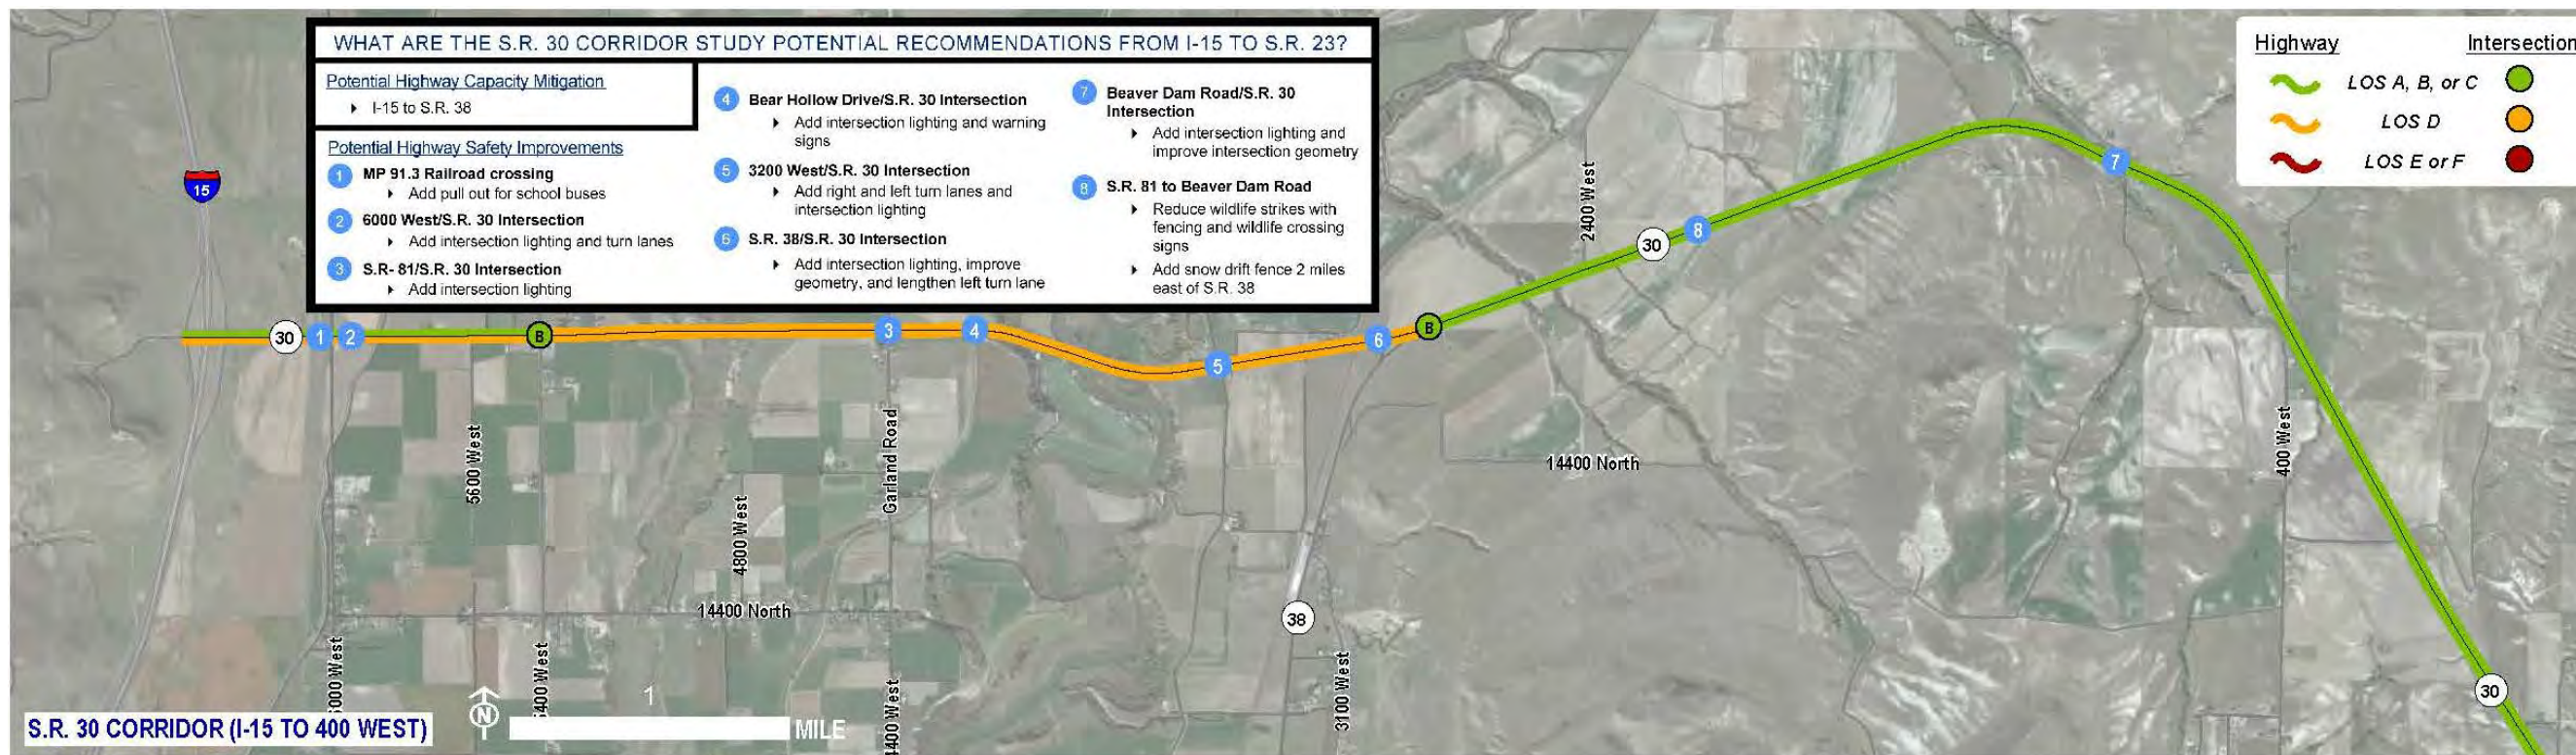 WHAT ARE THE S.R. 30 CORRIDOR STUDY POTENTIAL RECOMMENDATIONS FROM I-15 TO S.R. 23?
Potential Highway Capacity Mitigation
I-15 to S.R. 38
Potential Highway Safety Improvements
1 MP 91.3 Railroad crossing
Add pull out for school buses
2 6000 West/S.R. 30 Intersection
Add intersection lighting and turn lanes
3 S.R- 81/S.R. 30 Intersection
Add intersection lighting
4 Bear Hollow Drive/S.R. 30 Intersection
Add intersection lighting and warning
signs
5 3200 West/S.R. 30 Intersection
Add right and left turn lanes and
intersection lighting
6 S.R. 38/S.R. 30 Intersection
Add intersection lighting, improve
geometry, and lengthen left turn lane
7 Beaver Dam Road/S.R. 30
Intersection
Add intersection lighting and
improve intersection geometry
8 S.R. 81 to Beaver Dam Road
Reduce wildlife strikes with
fencing and wildlife crossing
signs
Add snow drift fence 2 miles
east of S.R. 38
Highway Intersection
LOS A, B, or C
LOS D
LOS E or F
15
30
1
2
B
3
4
5
6
B
30
8
7
30
38
2400 West
400 West
5600 West
4800 West
Garland Road
14400 North
14400 North
000 West
400 West
4400 West
3100 West
N
1
MILE
S.R. 30 CORRIDOR (I-15 TO 400 WEST)